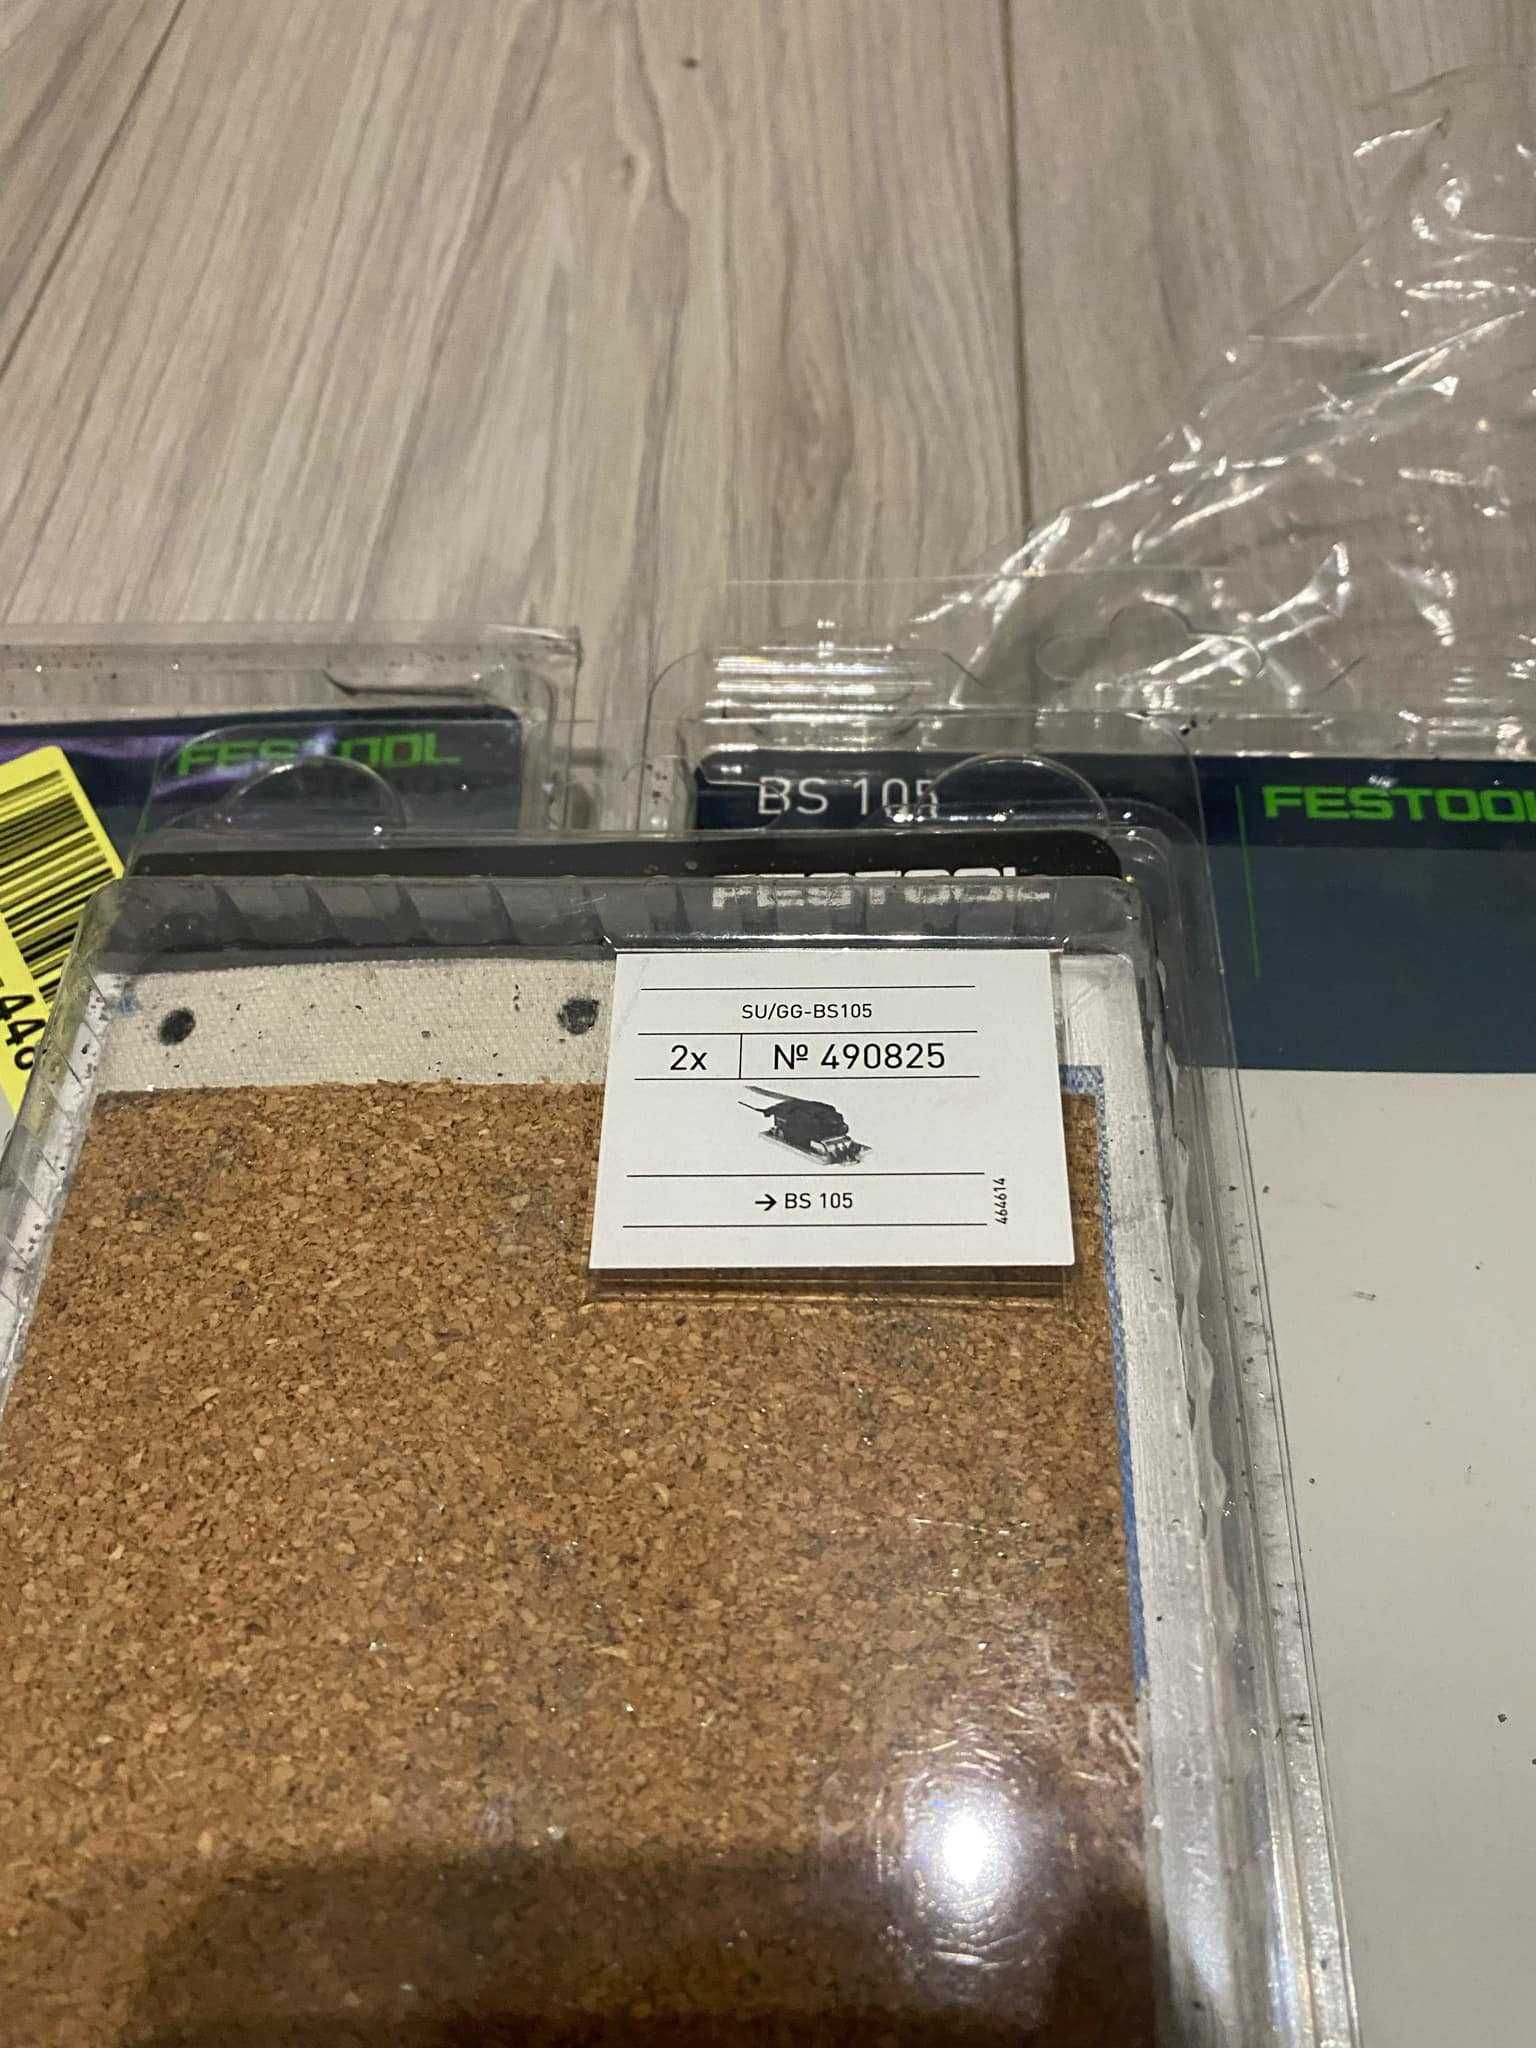 FESTOOL
BS 105
FESTOOL
FESTOOL
SU/GG-BS105
2x
№ 490825
→ BS 105
464614